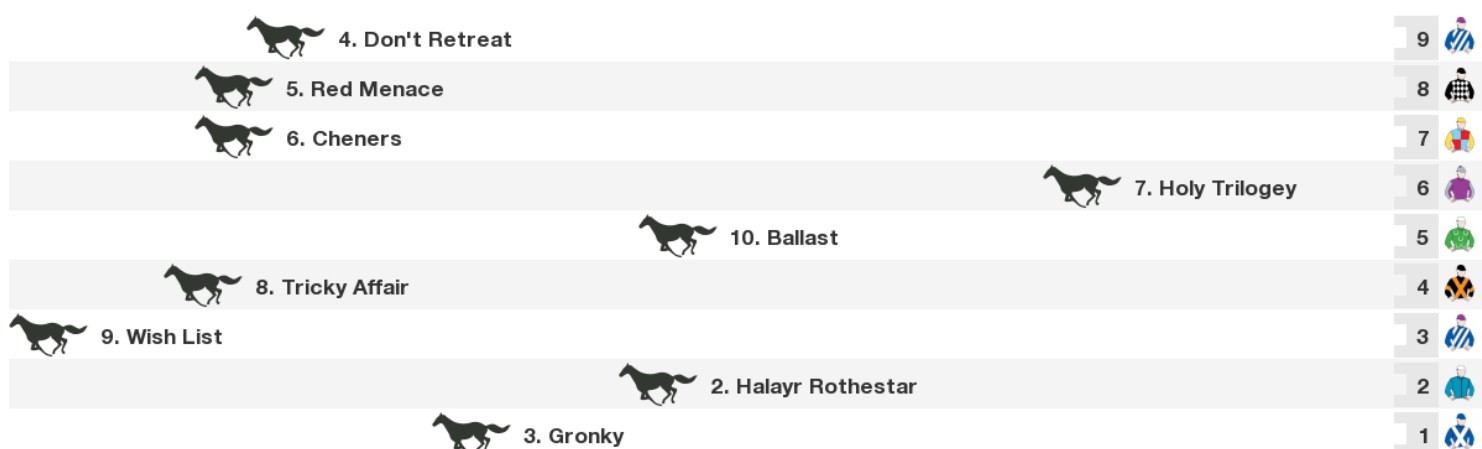 4. Don't Retreat 9
5. Red Menace 8
6. Cheners 7
7. Holy Trilogey 6
10. Ballast 5
8. Tricky Affair 4
9. Wish List 3
2. Halayr Rothestar 2
3. Gronky 1